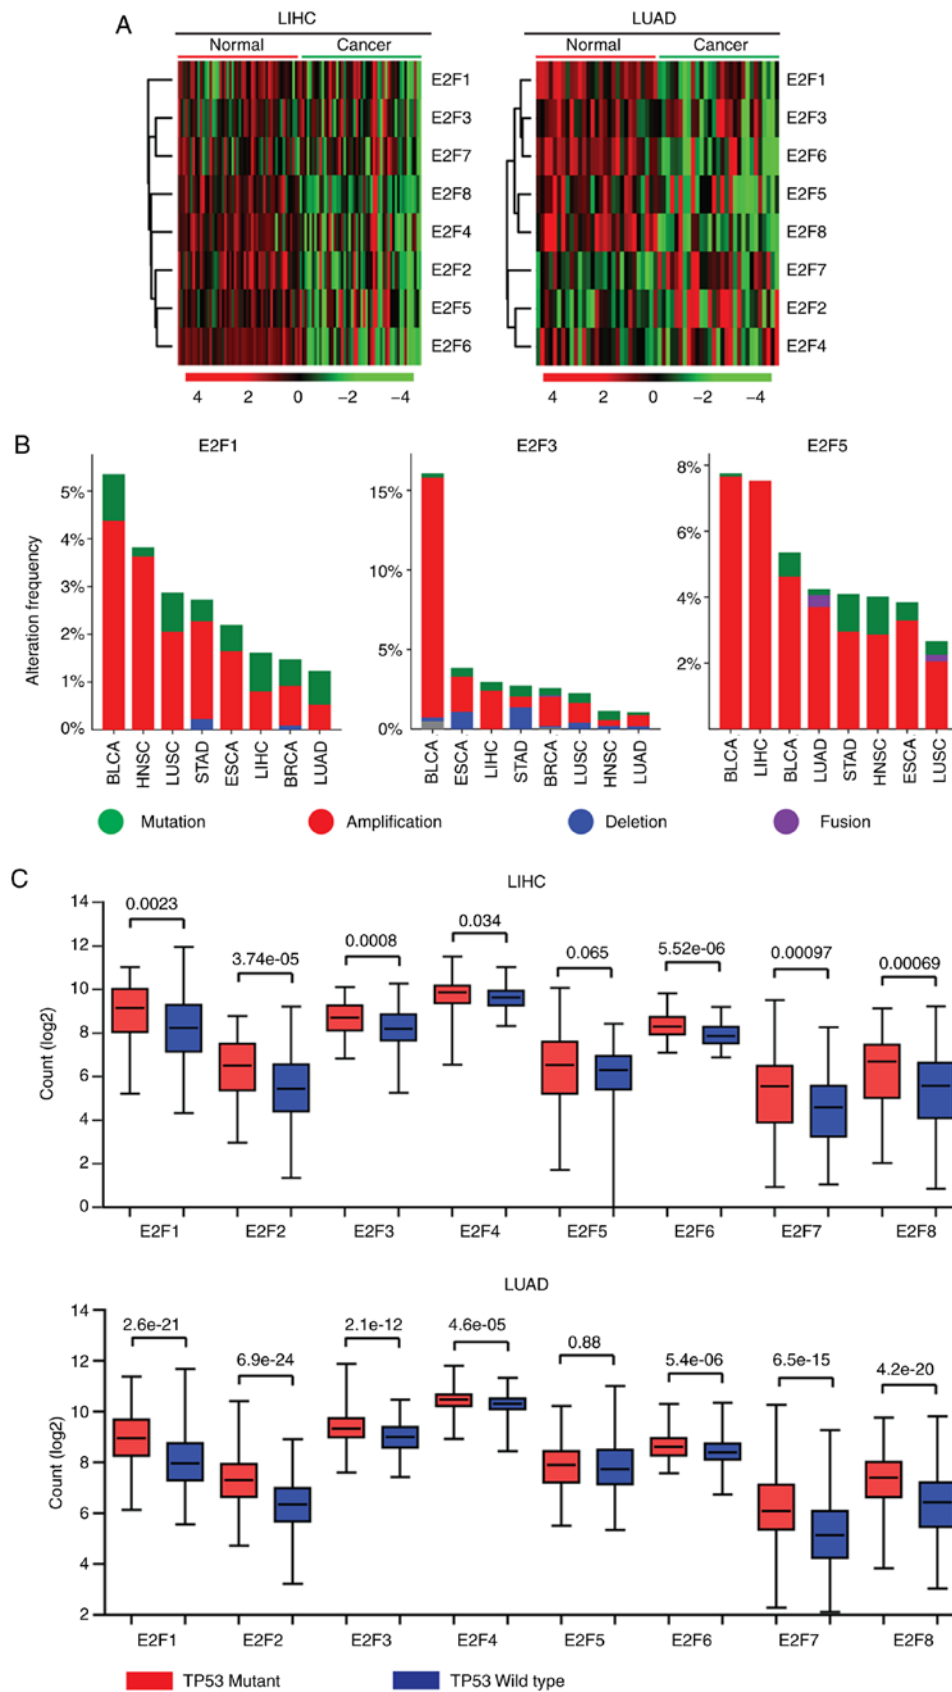 A
LIHC
Normal Cancer
E2F1
E2F3
E2F7
E2F8
E2F4
E2F2
E2F5
E2F6
4 2 0 −2 −4
LUAD
Normal Cancer
E2F1
E2F3
E2F6
E2F5
E2F8
E2F7
E2F2
E2F4
4 2 0 −2 −4
B
E2F1
Alteration frequency
5%
4%
3%
2%
1%
0%
BLCA HNSC LUSC STAD ESCA LIHC BRCA LUAD
E2F3
15%
10%
5%
0%
BLCA ESCA LIHC STAD BRCA LUSC HNSC LUAD
E2F5
8%
6%
4%
2%
BLCA LIHC BLCA LUAD STAD HNSC ESCA LUSC
Mutation Amplification Deletion Fusion
C
LIHC
Count (log2)
14
12
10
8
6
4
2
0
0.0023 3.74e-05 0.0008 0.034 0.065 5.52e-06 0.00097 0.00069
E2F1 E2F2 E2F3 E2F4 E2F5 E2F6 E2F7 E2F8
LUAD
Count (log2)
14
12
10
8
6
4
2
2.6e-21 6.9e-24 2.1e-12 4.6e-05 0.88 5.4e-06 6.5e-15 4.2e-20
E2F1 E2F2 E2F3 E2F4 E2F5 E2F6 E2F7 E2F8
TP53 Mutant TP53 Wild type